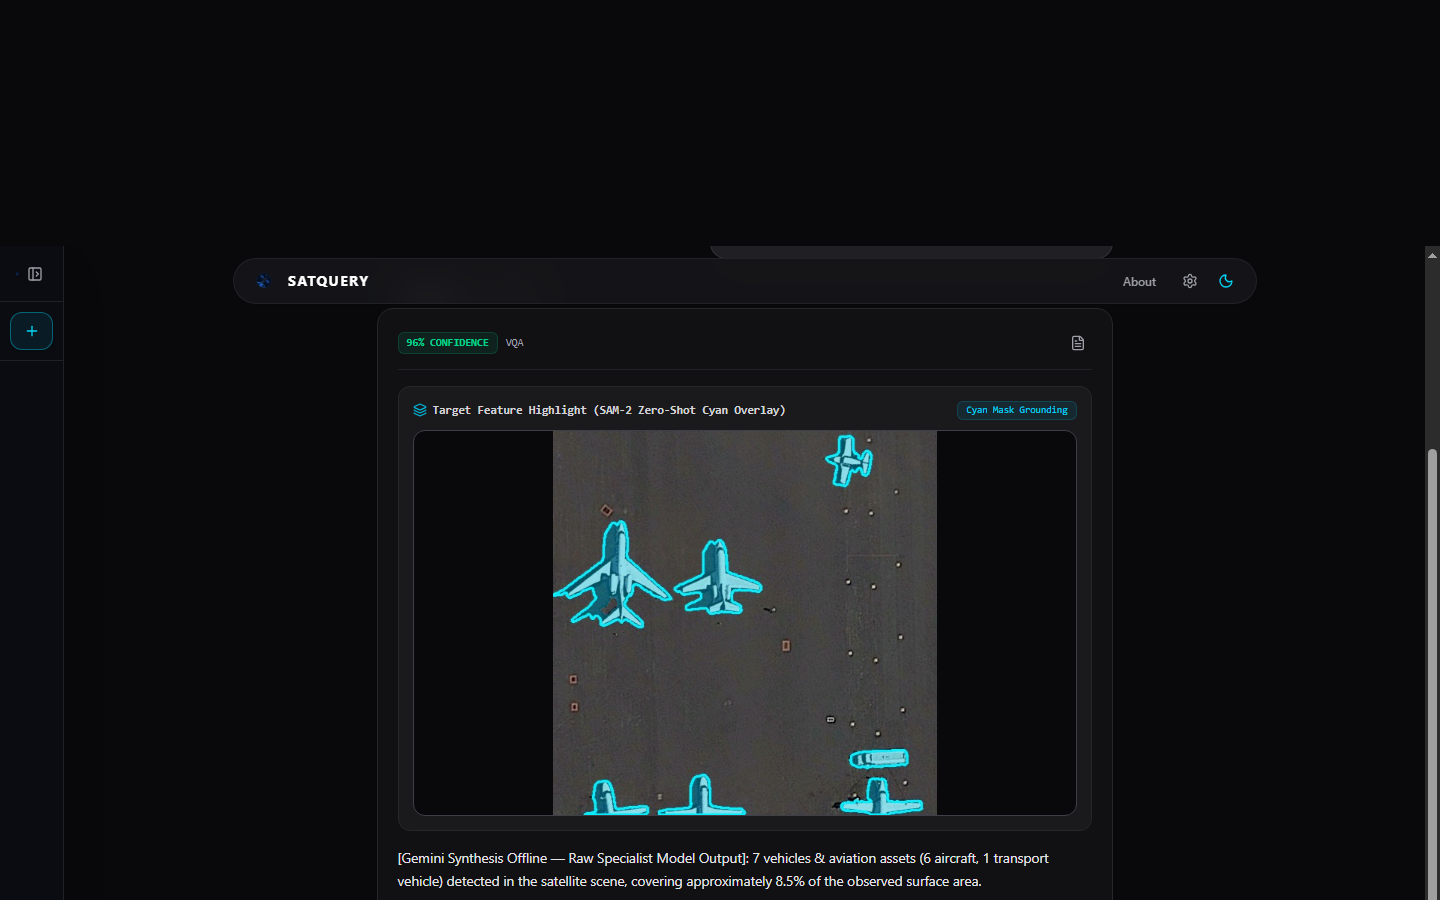 SATQUERY
About
96% CONFIDENCE VQA
Target Feature Highlight (SAM-2 Zero-Shot Cyan Overlay)
Cyan Mask Grounding
[Gemini Synthesis Offline — Raw Specialist Model Output]: 7 vehicles & aviation assets (6 aircraft, 1 transport
vehicle) detected in the satellite scene, covering approximately 8.5% of the observed surface area.